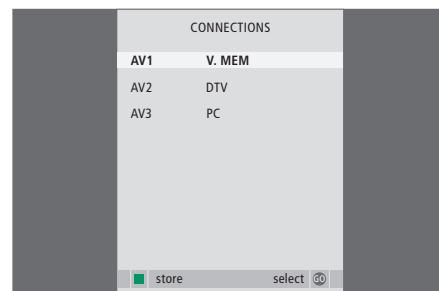 CONNECTIONS
AV1 V. MEM
AV2 DTV
AV3 PC
store select GO